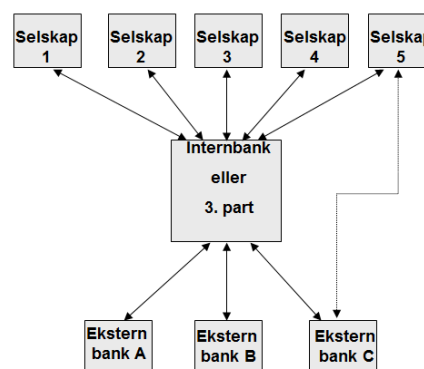 Selskap
1
Selskap
2
Selskap
3
Selskap
4
Selskap
5
Internbank
eller
3. part
Ekstern
bank A
Ekstern
bank B
Ekstern
bank C